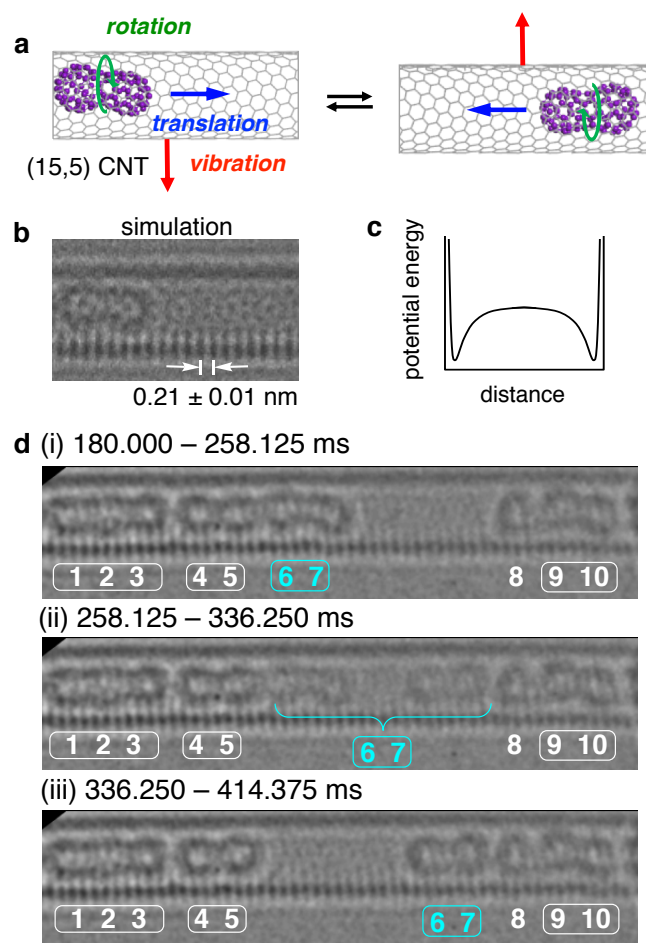 a
rotation
translation
(15,5) CNT
vibration
b
simulation
0.21 ± 0.01 nm
c
potential energy
distance
d (i) 180.000 – 258.125 ms
1 2 3 4 5 6 7 8 9 10
(ii) 258.125 – 336.250 ms
1 2 3 4 5 6 7 8 9 10
(iii) 336.250 – 414.375 ms
1 2 3 4 5 6 7 8 9 10